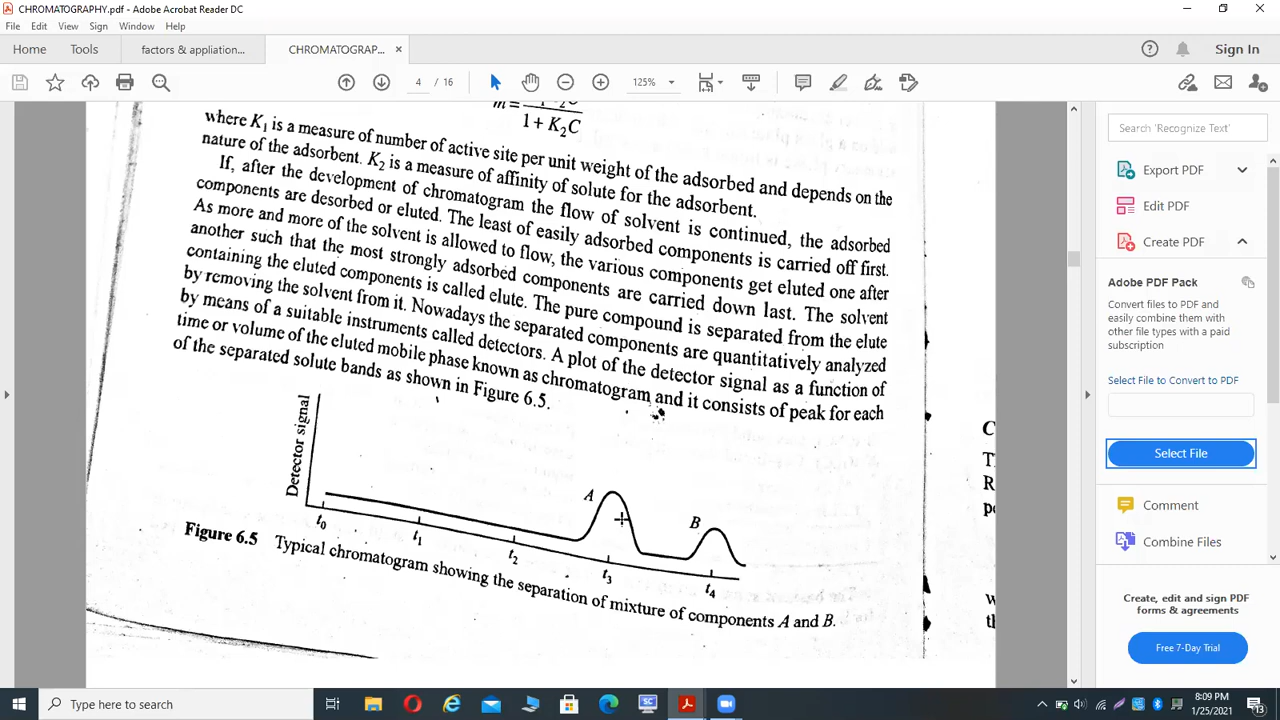 CHROMATOGRAPHY.pdf - Adobe Acrobat Reader DC
File Edit View Sign Window Help
Home Tools factors & appliation... CHROMATOGRAP... × Sign In
4 / 16 125%
1 + K₂C
where K₁ is a measure of number of active site per unit weight of the adsorbed and depends on the
nature of the adsorbent. K₂ is a measure of affinity of solute for the adsorbent.
If, after the development of chromatogram the flow of solvent is continued, the adsorbed
components are desorbed or eluted. The least of easily adsorbed components is carried off first.
As more and more of the solvent is allowed to flow, the various components get eluted one after
another such that the most strongly adsorbed components are carried down last. The solvent
containing the eluted components is called elute. The pure compound is separated from the elute
by removing the solvent from it. Nowadays the separated components are quantitatively analyzed
by means of a suitable instruments called detectors. A plot of the detector signal as a function of
time or volume of the eluted mobile phase known as chromatogram and it consists of peak for each
of the separated solute bands as shown in Figure 6.5.
Detector signal
A
B
t₀
t₁
t₂
t₃
t₄
Figure 6.5 Typical chromatogram showing the separation of mixture of components A and B.
Search 'Recognize Text'
Export PDF
Edit PDF
Create PDF
Adobe PDF Pack
Convert files to PDF and
easily combine them with
other file types with a paid
subscription
Select File to Convert to PDF
Select File
Comment
Combine Files
Create, edit and sign PDF
forms & agreements
Free 7-Day Trial
Type here to search
8:09 PM
1/25/2021
13